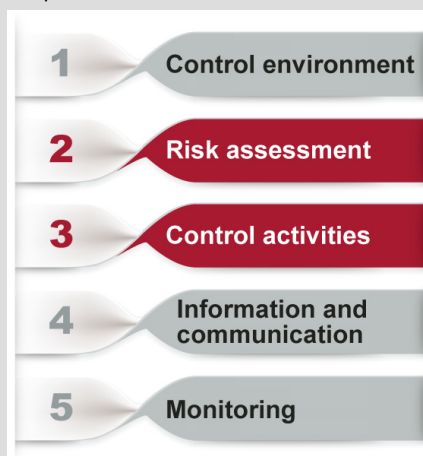 1 Control environment
2 Risk assessment
3 Control activities
4 Information and
communication
5 Monitoring